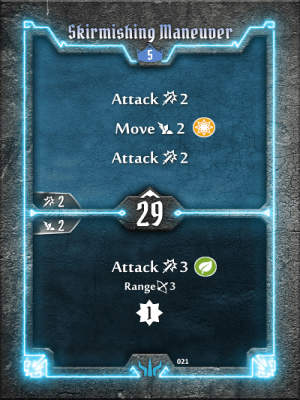 Skirmishing Maneuver
5
Attack 2
Move 2
Attack 2
2
29
2
Attack 3
Range 3
1
021